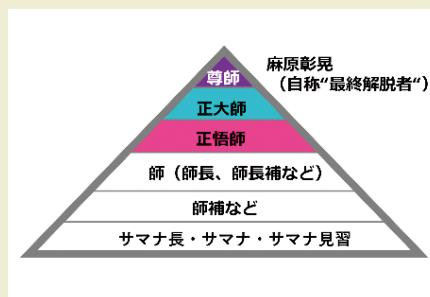 麻原彰晃
（自称“最終解脱者“）
尊師
正大師
正悟師
師（師長、師長補など）
師補など
サマナ長・サマナ・サマナ見習